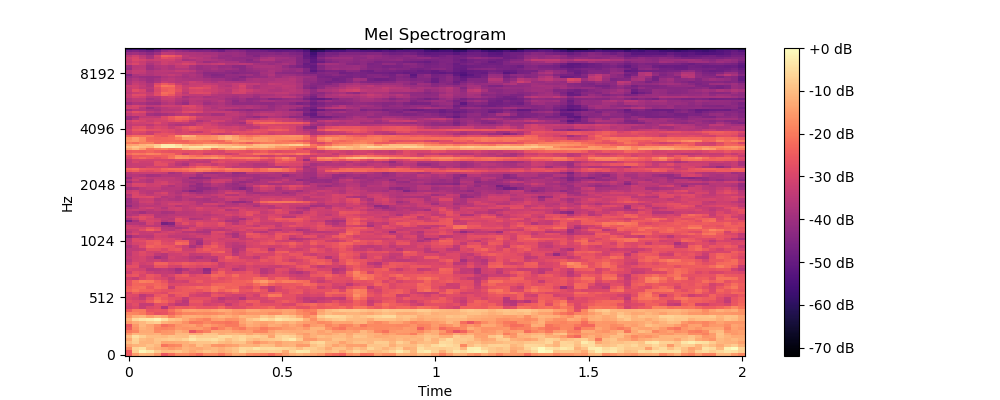 Mel Spectrogram
Hz
8192
4096
2048
1024
512
0
0
0.5
1
1.5
2
Time
+0 dB
-10 dB
-20 dB
-30 dB
-40 dB
-50 dB
-60 dB
-70 dB